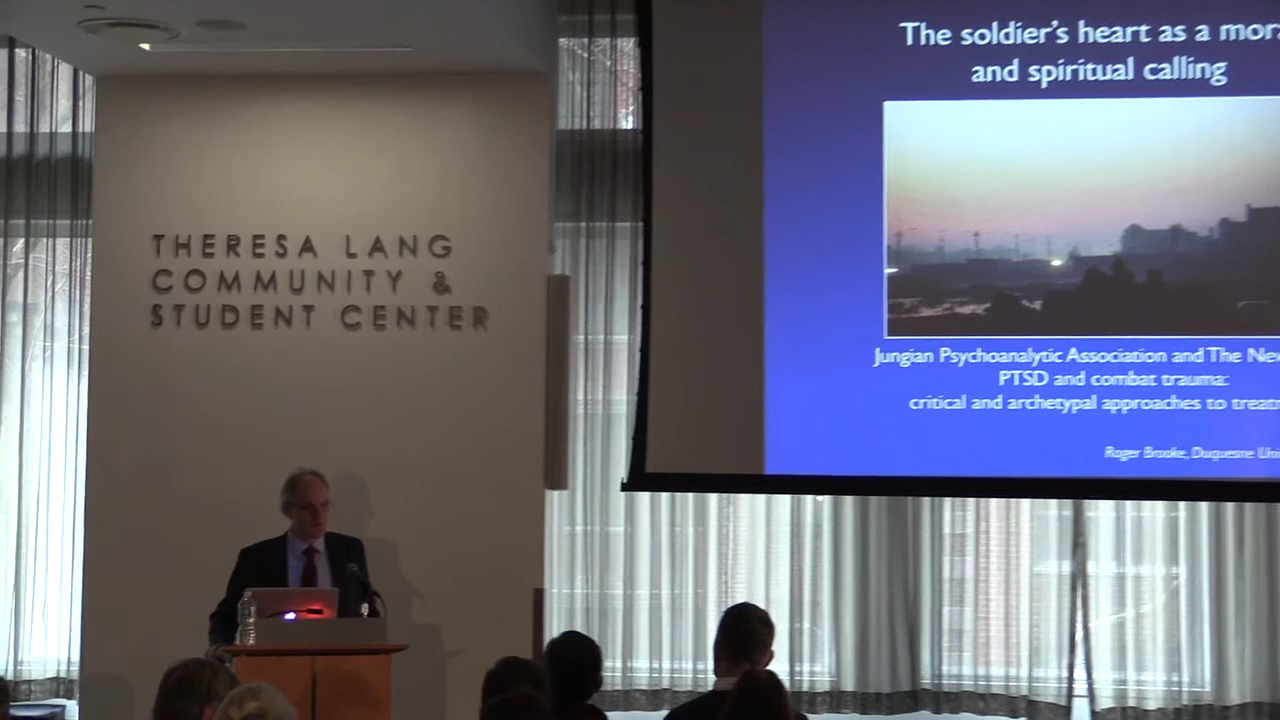 THERESA LANG
COMMUNITY &
STUDENT CENTER
The soldier's heart as a mor
and spiritual calling
Jungian Psychoanalytic Association and The Ne
PTSD and combat trauma:
critical and archetypal approaches to treat
Roger Brooke, Duquesne Uni